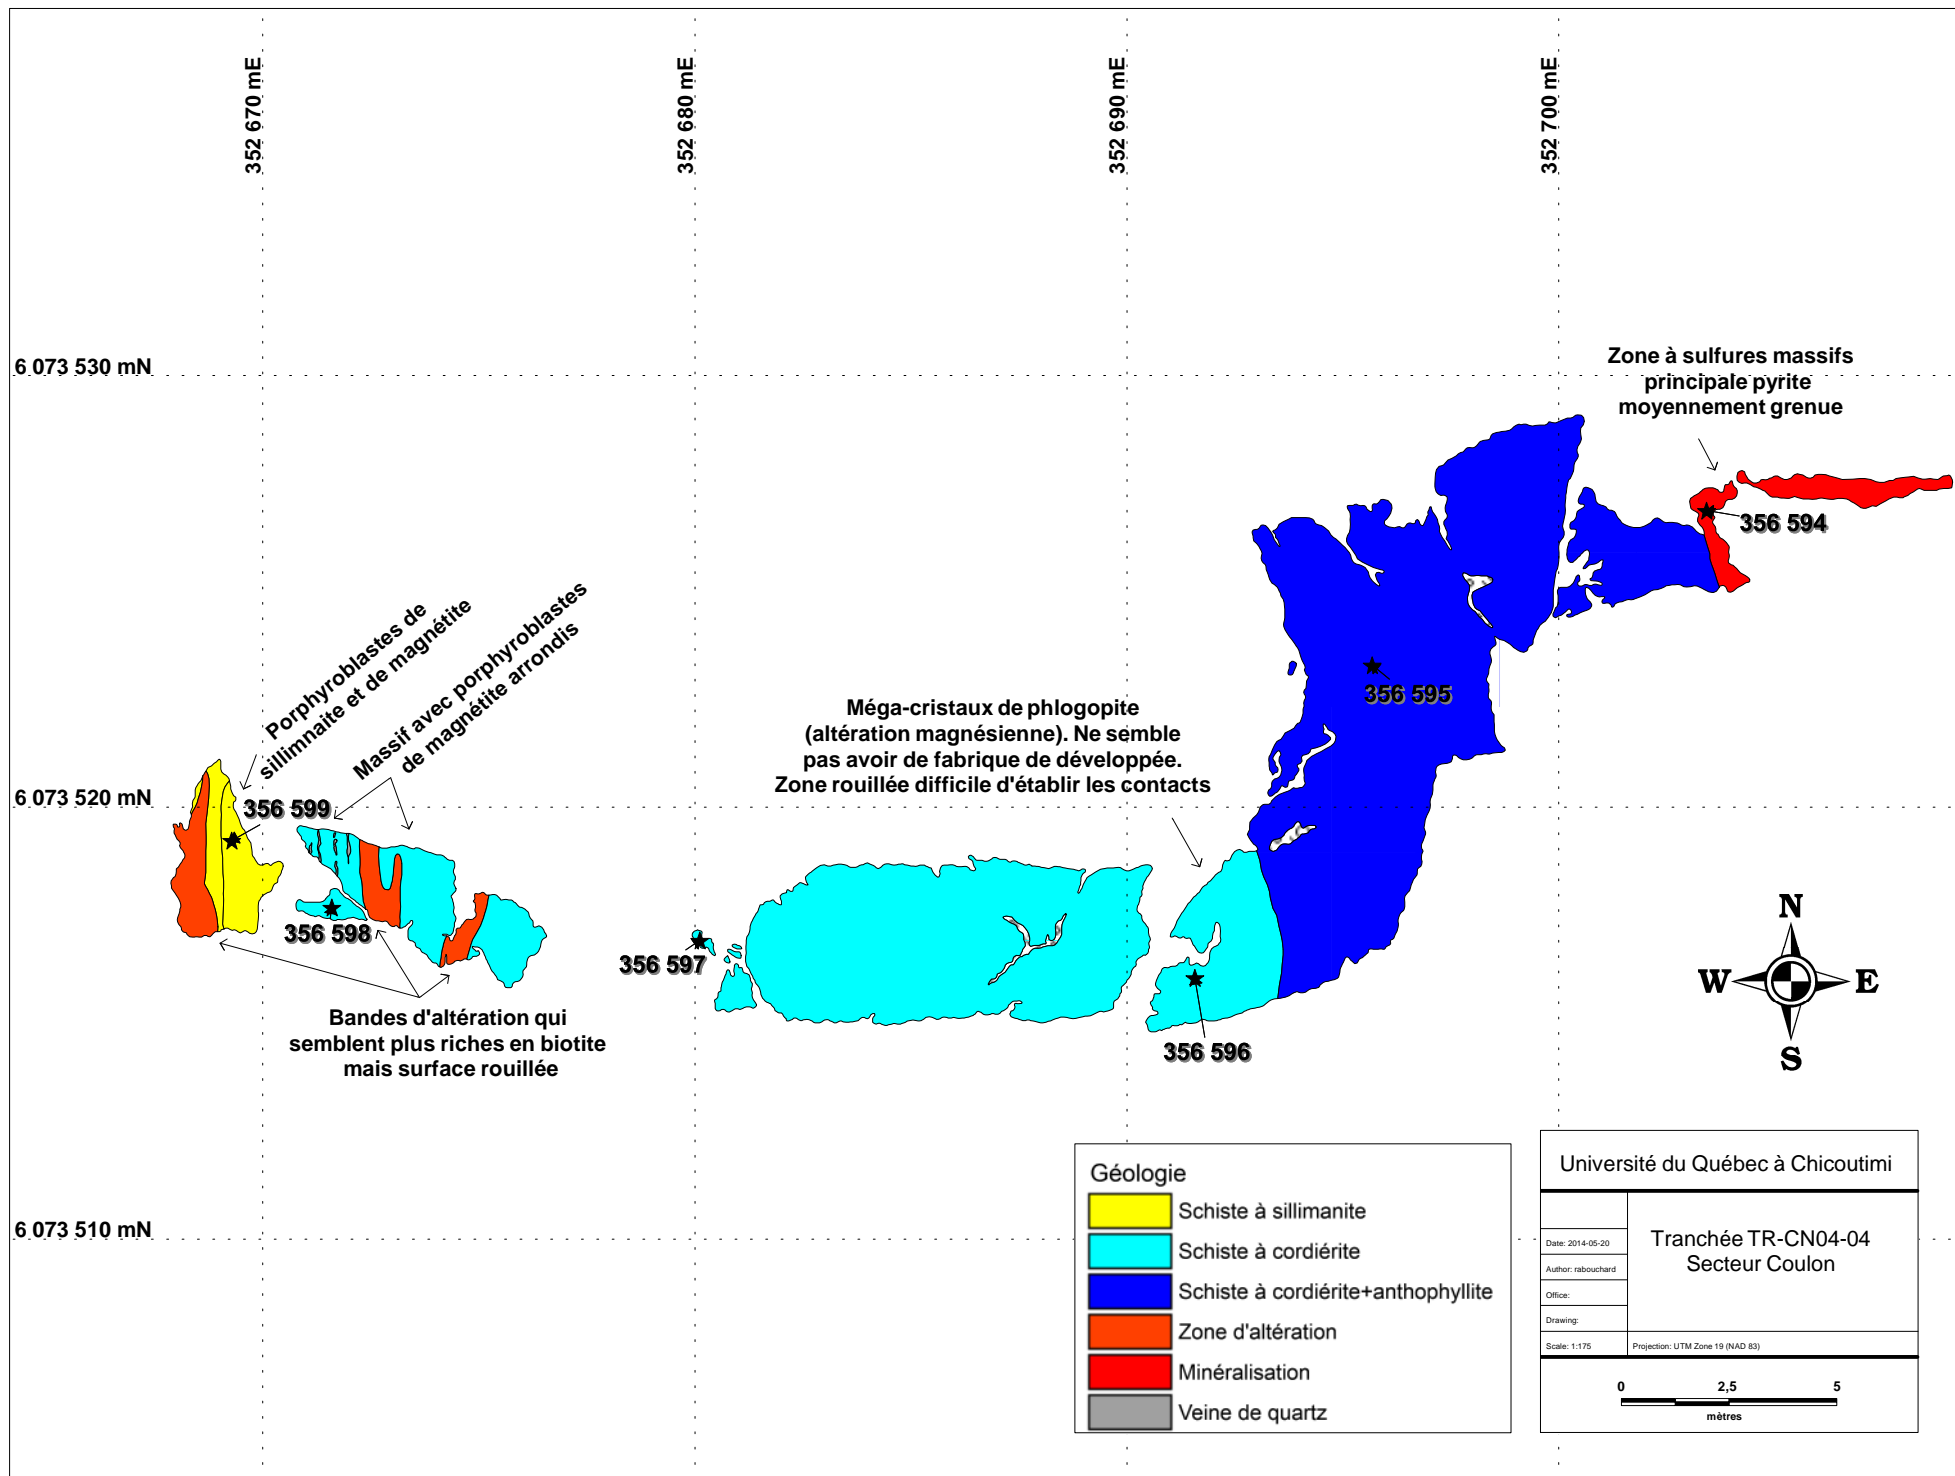 352 670 mE
352 680 mE
352 690 mE
352 700 mE
6 073 530 mN
Zone à sulfures massifs
principale pyrite
moyennement grenue
356 594
Porphyroblastes de
sillimnaite et de magnétite
Massif avec porphyroblastes
de magnétite arrondis
356 595
Méga-cristaux de phlogopite
(altération magnésienne). Ne semble
pas avoir de fabrique de développée.
Zone rouillée difficile d'établir les contacts
6 073 520 mN
356 599
356 598
356 597
356 596
Bandes d'altération qui
semblent plus riches en biotite
mais surface rouillée
N
W
E
S
6 073 510 mN
Géologie
Schiste à sillimanite
Schiste à cordiérite
Schiste à cordiérite+anthophyllite
Zone d'altération
Minéralisation
Veine de quartz
Université du Québec à Chicoutimi
Tranchée TR-CN04-04
Secteur Coulon
Date: 2014-05-20
Author: rabouchard
Office:
Drawing:
Scale: 1:175
Projection: UTM Zone 19 (NAD 83)
0 2,5 5
mètres